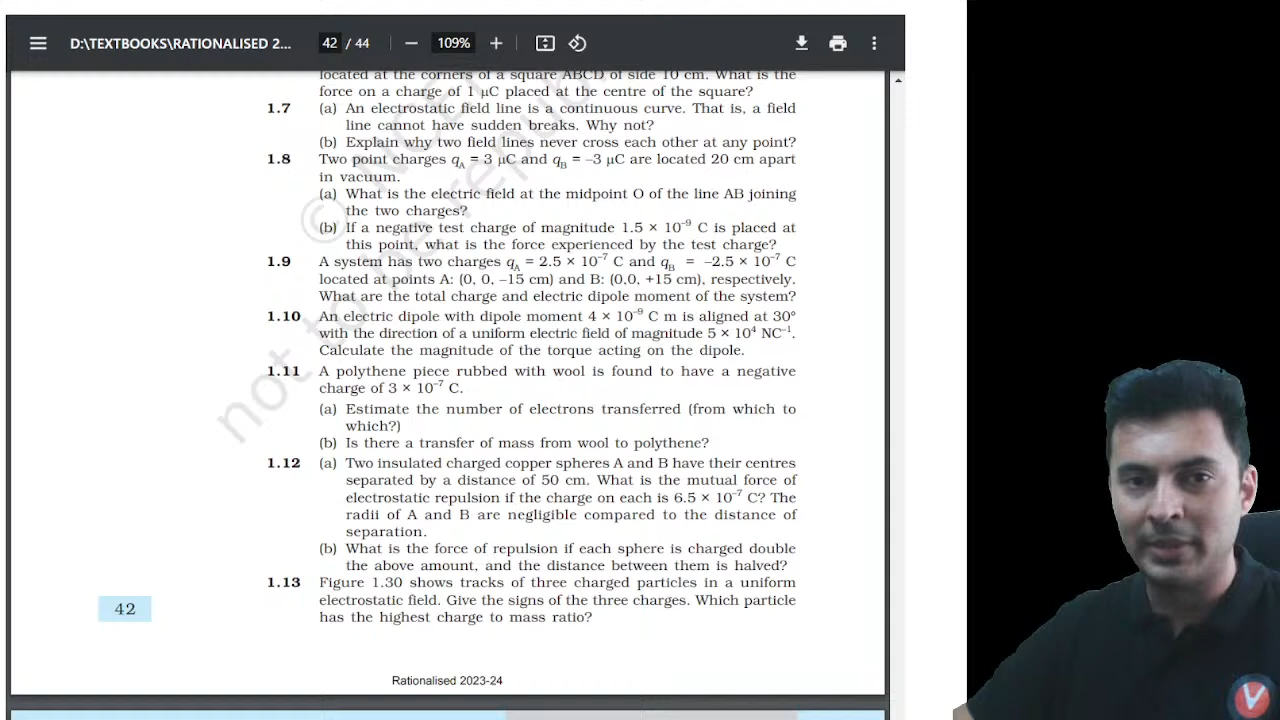 D:\TEXTBOOKS\RATIONALISED 2... 42 / 44 109%
located at the corners of a square ABCD of side 10 cm. What is the
force on a charge of 1 μC placed at the centre of the square?
1.7 (a) An electrostatic field line is a continuous curve. That is, a field
line cannot have sudden breaks. Why not?
(b) Explain why two field lines never cross each other at any point?
1.8 Two point charges qA = 3 μC and qB = –3 μC are located 20 cm apart
in vacuum.
(a) What is the electric field at the midpoint O of the line AB joining
the two charges?
(b) If a negative test charge of magnitude 1.5 × 10⁻⁹ C is placed at
this point, what is the force experienced by the test charge?
1.9 A system has two charges qA = 2.5 × 10⁻⁷ C and qB = –2.5 × 10⁻⁷ C
located at points A: (0, 0, –15 cm) and B: (0,0, +15 cm), respectively.
What are the total charge and electric dipole moment of the system?
1.10 An electric dipole with dipole moment 4 × 10⁻⁹ C m is aligned at 30°
with the direction of a uniform electric field of magnitude 5 × 10⁴ NC⁻¹.
Calculate the magnitude of the torque acting on the dipole.
1.11 A polythene piece rubbed with wool is found to have a negative
charge of 3 × 10⁻⁷ C.
(a) Estimate the number of electrons transferred (from which to
which?)
(b) Is there a transfer of mass from wool to polythene?
1.12 (a) Two insulated charged copper spheres A and B have their centres
separated by a distance of 50 cm. What is the mutual force of
electrostatic repulsion if the charge on each is 6.5 × 10⁻⁷ C? The
radii of A and B are negligible compared to the distance of
separation.
(b) What is the force of repulsion if each sphere is charged double
the above amount, and the distance between them is halved?
1.13 Figure 1.30 shows tracks of three charged particles in a uniform
electrostatic field. Give the signs of the three charges. Which particle
has the highest charge to mass ratio?
42
Rationalised 2023-24
© NCE
not to be repub
V